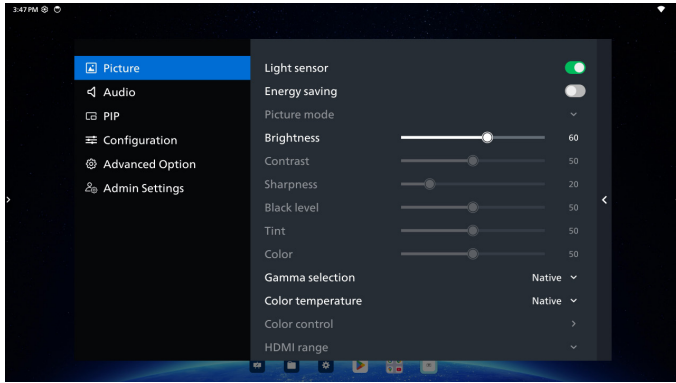 3:47 PM
Picture
Audio
PIP
Configuration
Advanced Option
Admin Settings
Light sensor
Energy saving
Picture mode
Brightness 60
Contrast 50
Sharpness 20
Black level 50
Tint 50
Color 50
Gamma selection Native
Color temperature Native
Color control
HDMI range